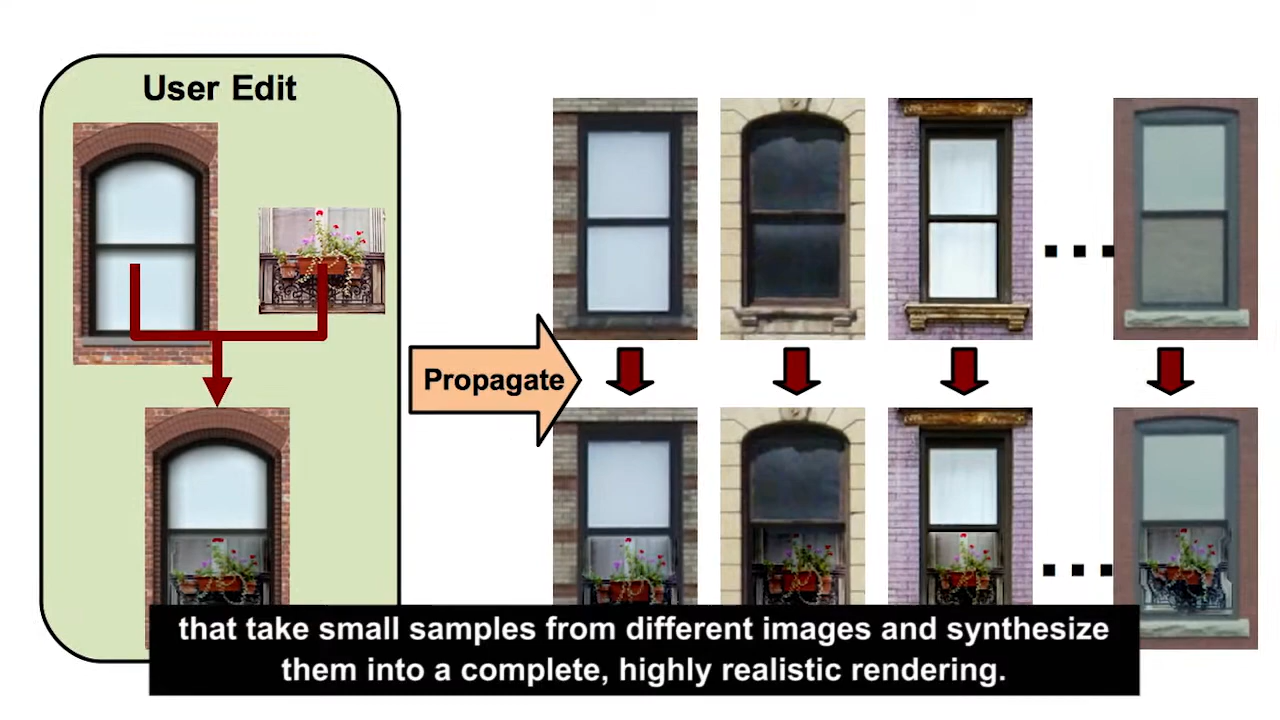 User Edit
Propagate
that take small samples from different images and synthesize
them into a complete, highly realistic rendering.